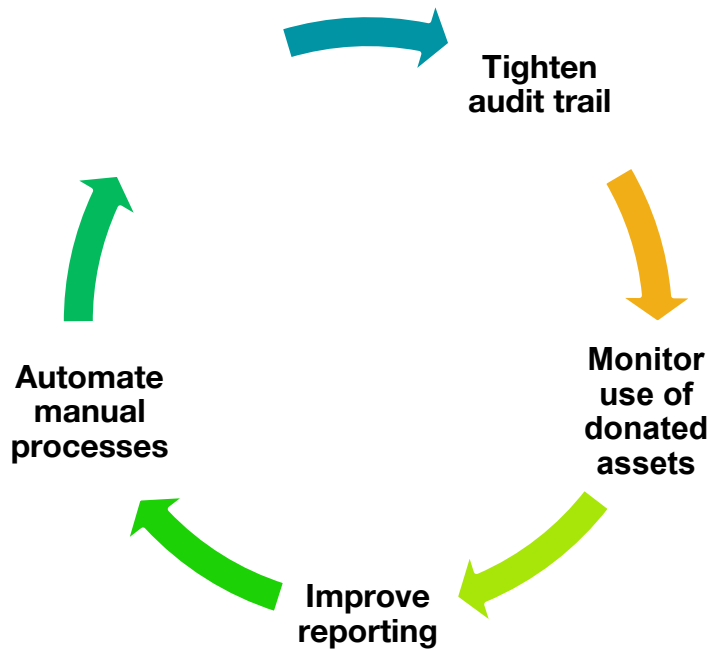 Tighten
audit trail
Monitor
use of
donated
assets
Improve
reporting
Automate
manual
processes